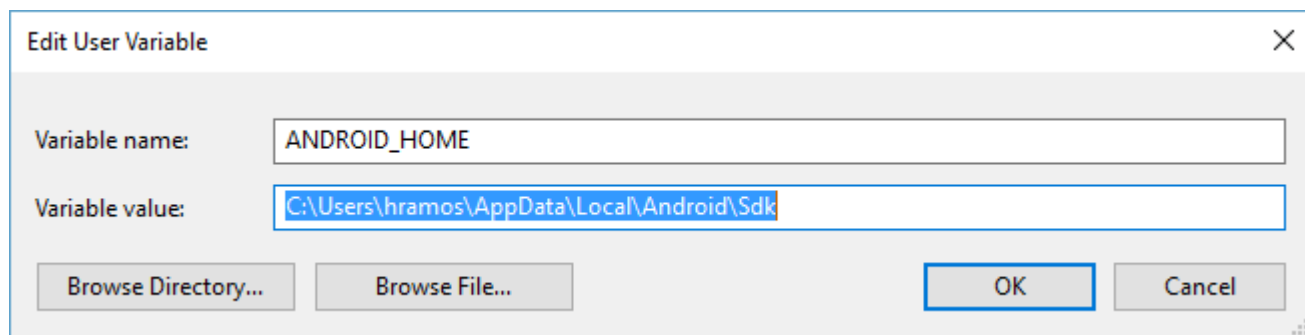 Edit User Variable
Variable name: ANDROID_HOME
Variable value: C:\Users\hramos\AppData\Local\Android\Sdk
Browse Directory... Browse File... OK Cancel